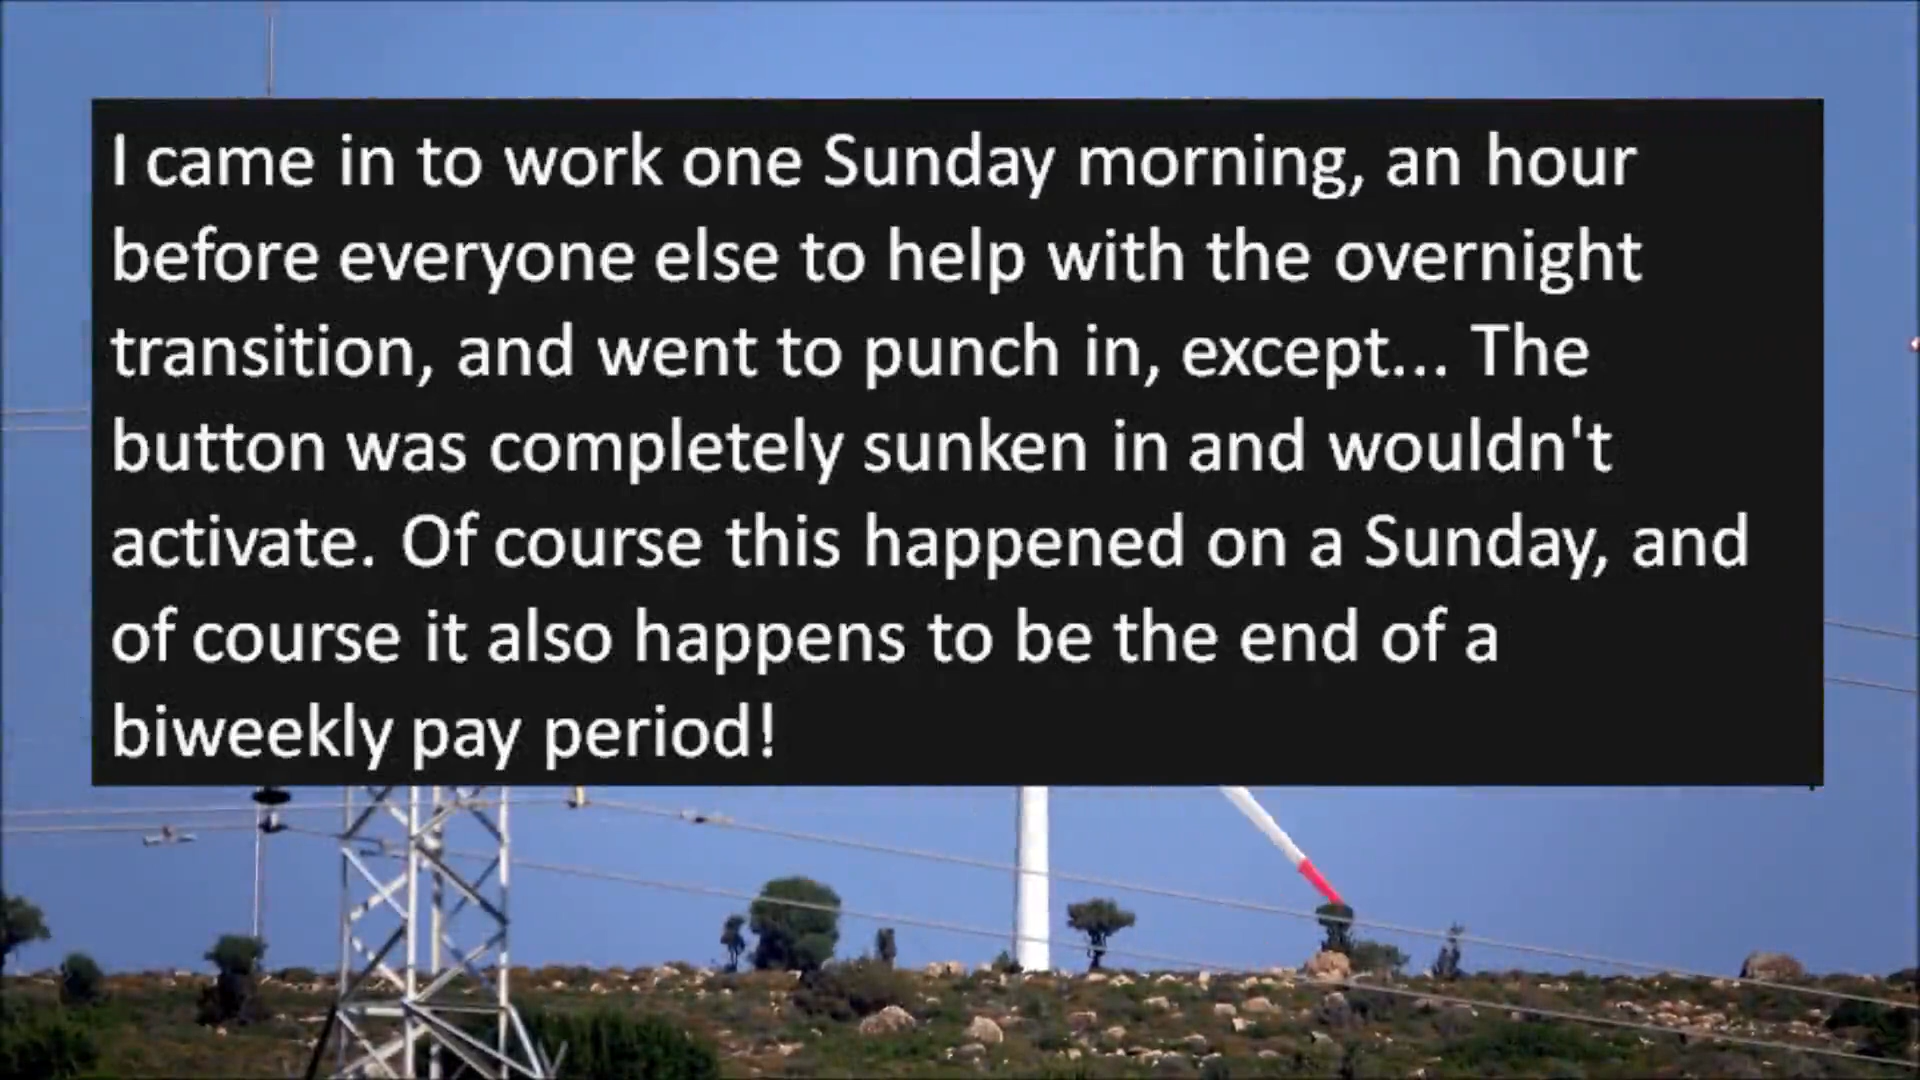 I came in to work one Sunday morning, an hour
before everyone else to help with the overnight
transition, and went to punch in, except... The
button was completely sunken in and wouldn't
activate. Of course this happened on a Sunday, and
of course it also happens to be the end of a
biweekly pay period!